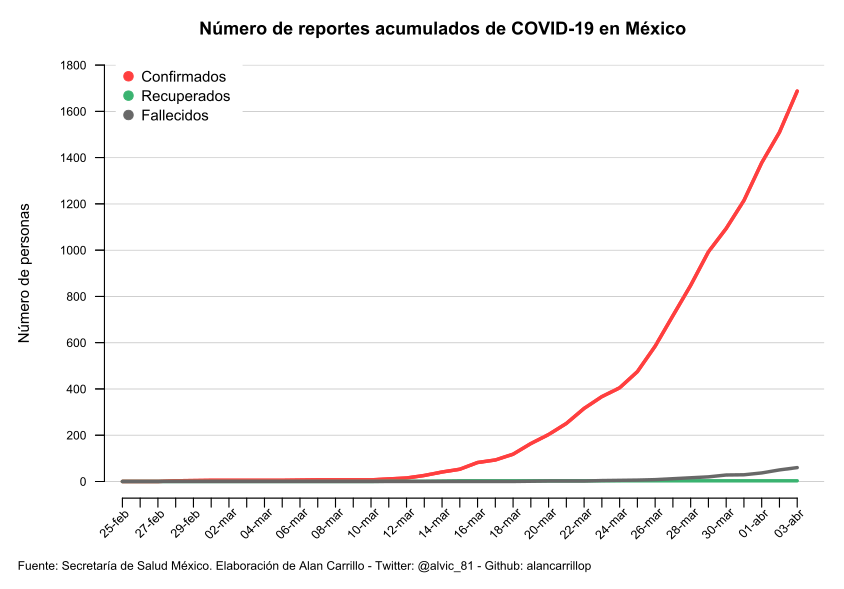 Número de reportes acumulados de COVID-19 en México
Confirmados
Recuperados
Fallecidos
Número de personas
1800
1600
1400
1200
1000
800
600
400
200
0
25-feb
27-feb
29-feb
02-mar
04-mar
06-mar
08-mar
10-mar
12-mar
14-mar
16-mar
18-mar
20-mar
22-mar
24-mar
26-mar
28-mar
30-mar
01-abr
03-abr
Fuente: Secretaría de Salud México. Elaboración de Alan Carrillo - Twitter: @alvic_81 - Github: alancarrillop